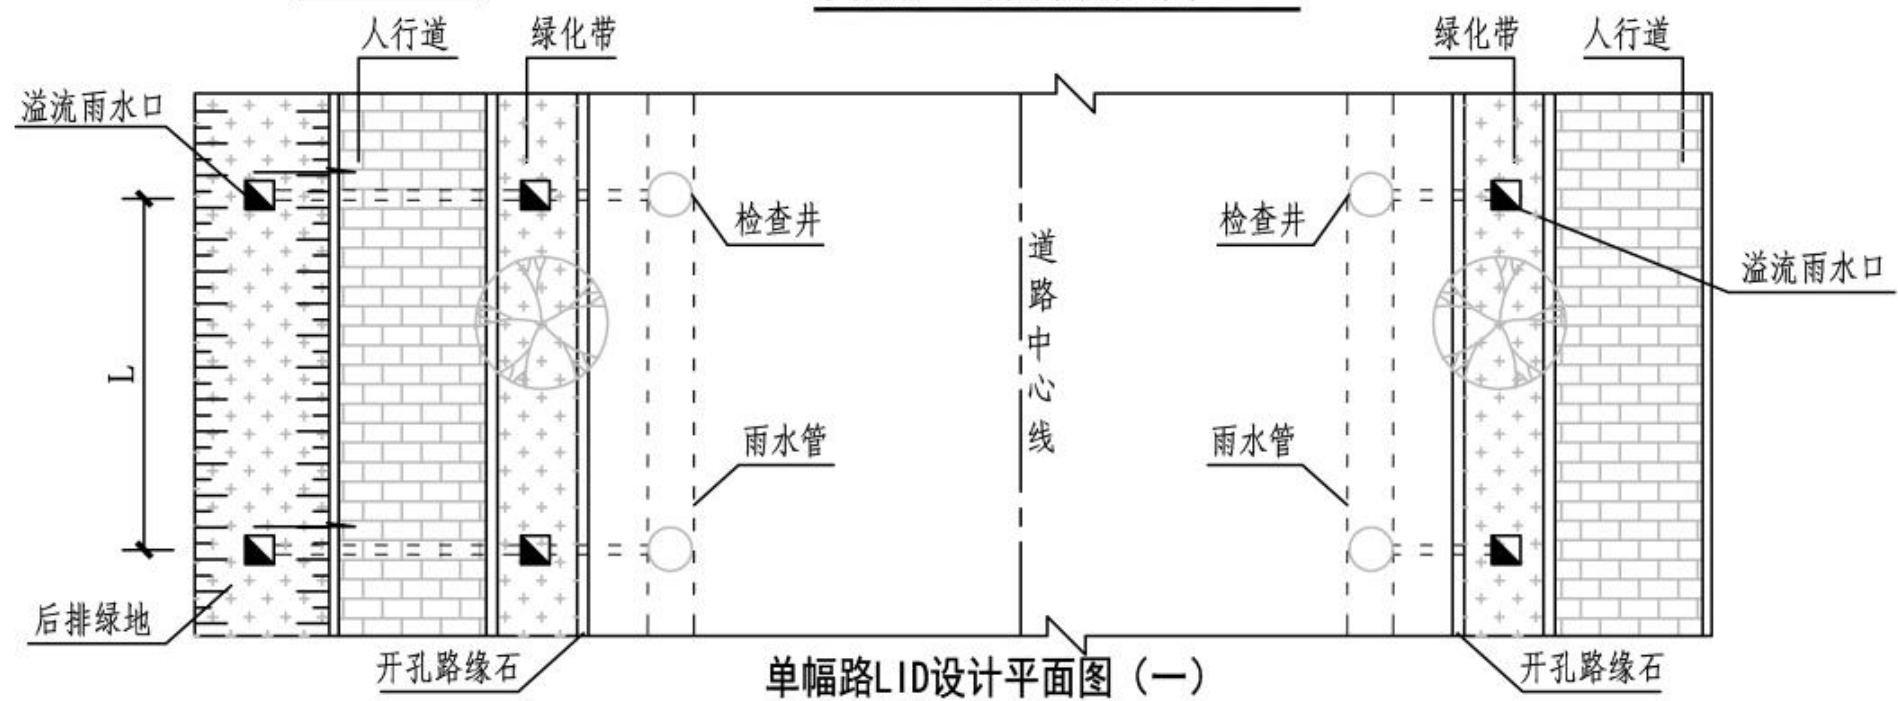 人行道
绿化带
绿化带
人行道
溢流雨水口
检查井
检查井
道路中心线
溢流雨水口
L
雨水管
雨水管
后排绿地
开孔路缘石
单幅路LID设计平面图（一）
开孔路缘石